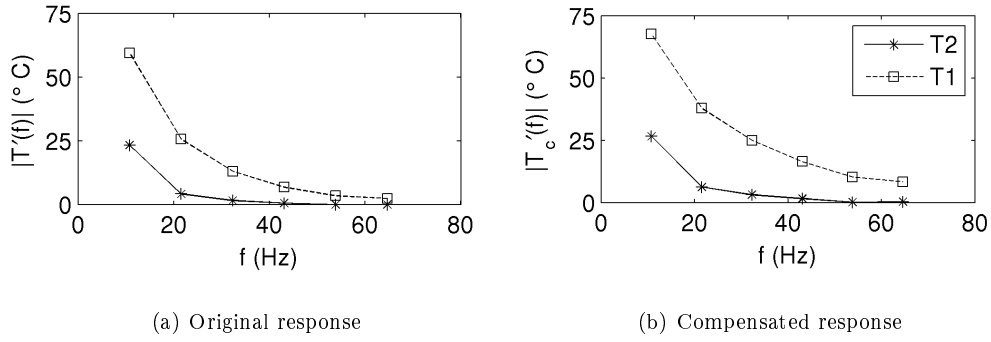 75
50
25
0
0 20 40 60 80
|T′(f)| (° C)
f (Hz)
(a) Original response
75
50
25
0
0 20 40 60 80
|T_c′(f)| (° C)
f (Hz)
T2
T1
(b) Compensated response